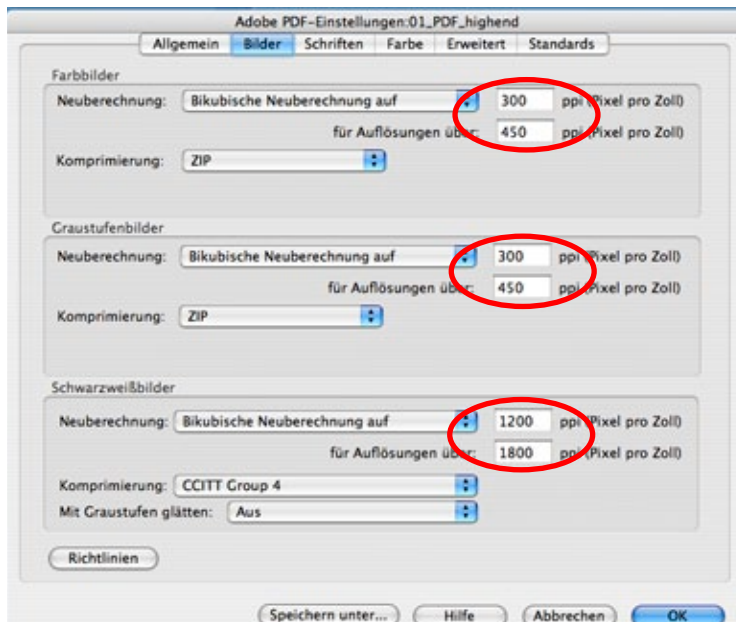 Adobe PDF-Einstellungen:01_PDF_highend
Allgemein Bilder Schriften Farbe Erweitert Standards
Farbbilder
Neuberechnung: Bikubische Neuberechnung auf 300 ppi (Pixel pro Zoll)
für Auflösungen über: 450 ppi (Pixel pro Zoll)
Komprimierung: ZIP
Graustufenbilder
Neuberechnung: Bikubische Neuberechnung auf 300 ppi (Pixel pro Zoll)
für Auflösungen über: 450 ppi (Pixel pro Zoll)
Komprimierung: ZIP
Schwarzweißbilder
Neuberechnung: Bikubische Neuberechnung auf 1200 ppi (Pixel pro Zoll)
für Auflösungen über: 1800 ppi (Pixel pro Zoll)
Komprimierung: CCITT Group 4
Mit Graustufen glätten: Aus
Richtlinien
Speichern unter... Hilfe Abbrechen OK